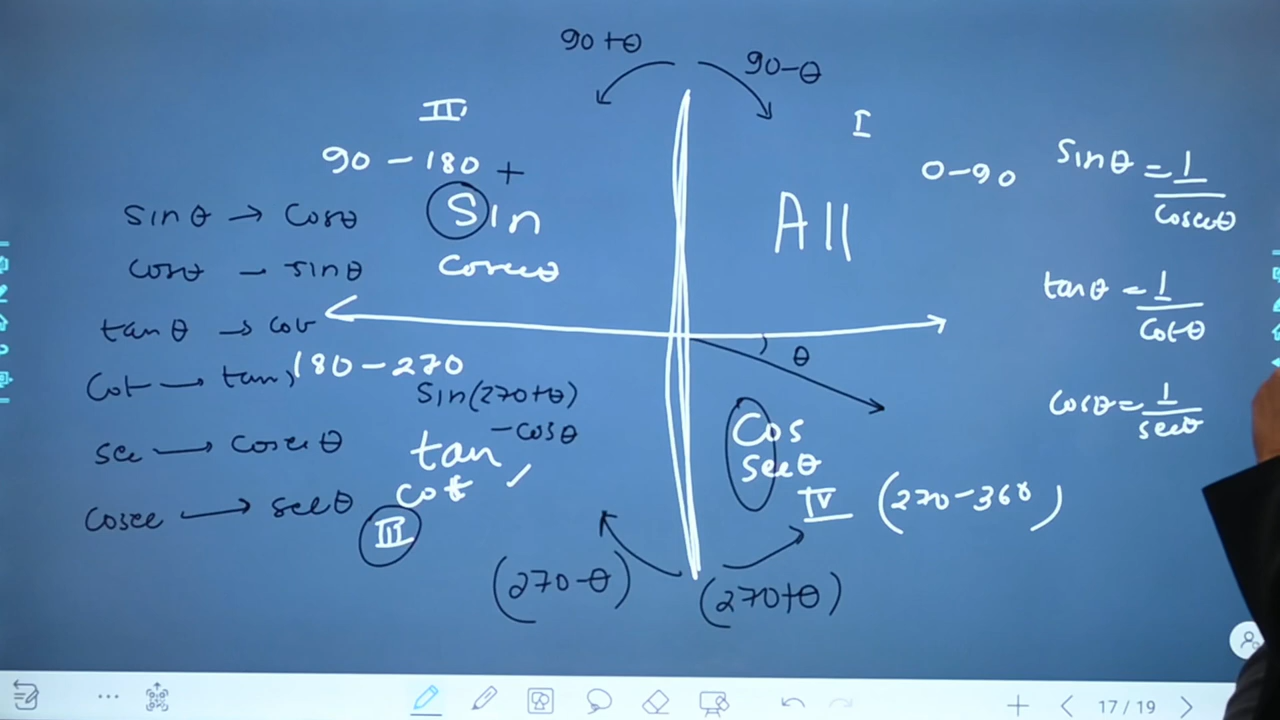 90+θ
90-θ
II
I
90 - 180 +
0-90
sinθ = 1/cosecθ
Sin
All
sinθ → cosθ
cosecθ
cosθ - sinθ
tanθ = 1/cotθ
tanθ → cot
θ
Cot → tan,
180-270
Sin(270+θ)
-cosθ
cosθ = 1/secθ
Cos
secθ
sec → cosecθ
tan
cot ✓
IV (270-360)
cosec → secθ
III
(270-θ)
(270+θ)
17/19